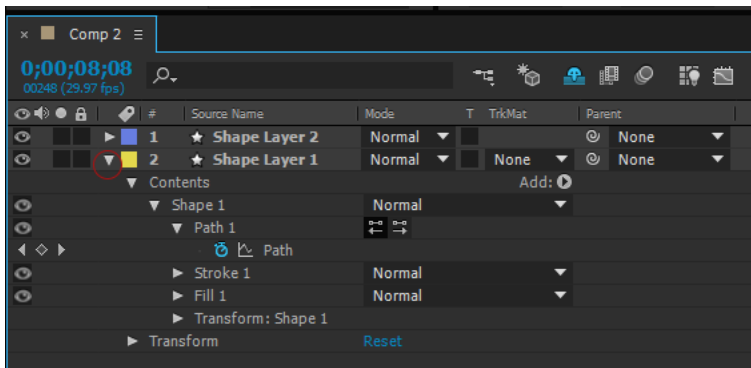 Comp 2
0;00;08;08
00248 (29.97 fps)
# Source Name Mode T TrkMat Parent
1 Shape Layer 2 Normal None
2 Shape Layer 1 Normal None None
Contents Add:
Shape 1 Normal
Path 1
Path
Stroke 1 Normal
Fill 1 Normal
Transform: Shape 1
Transform Reset